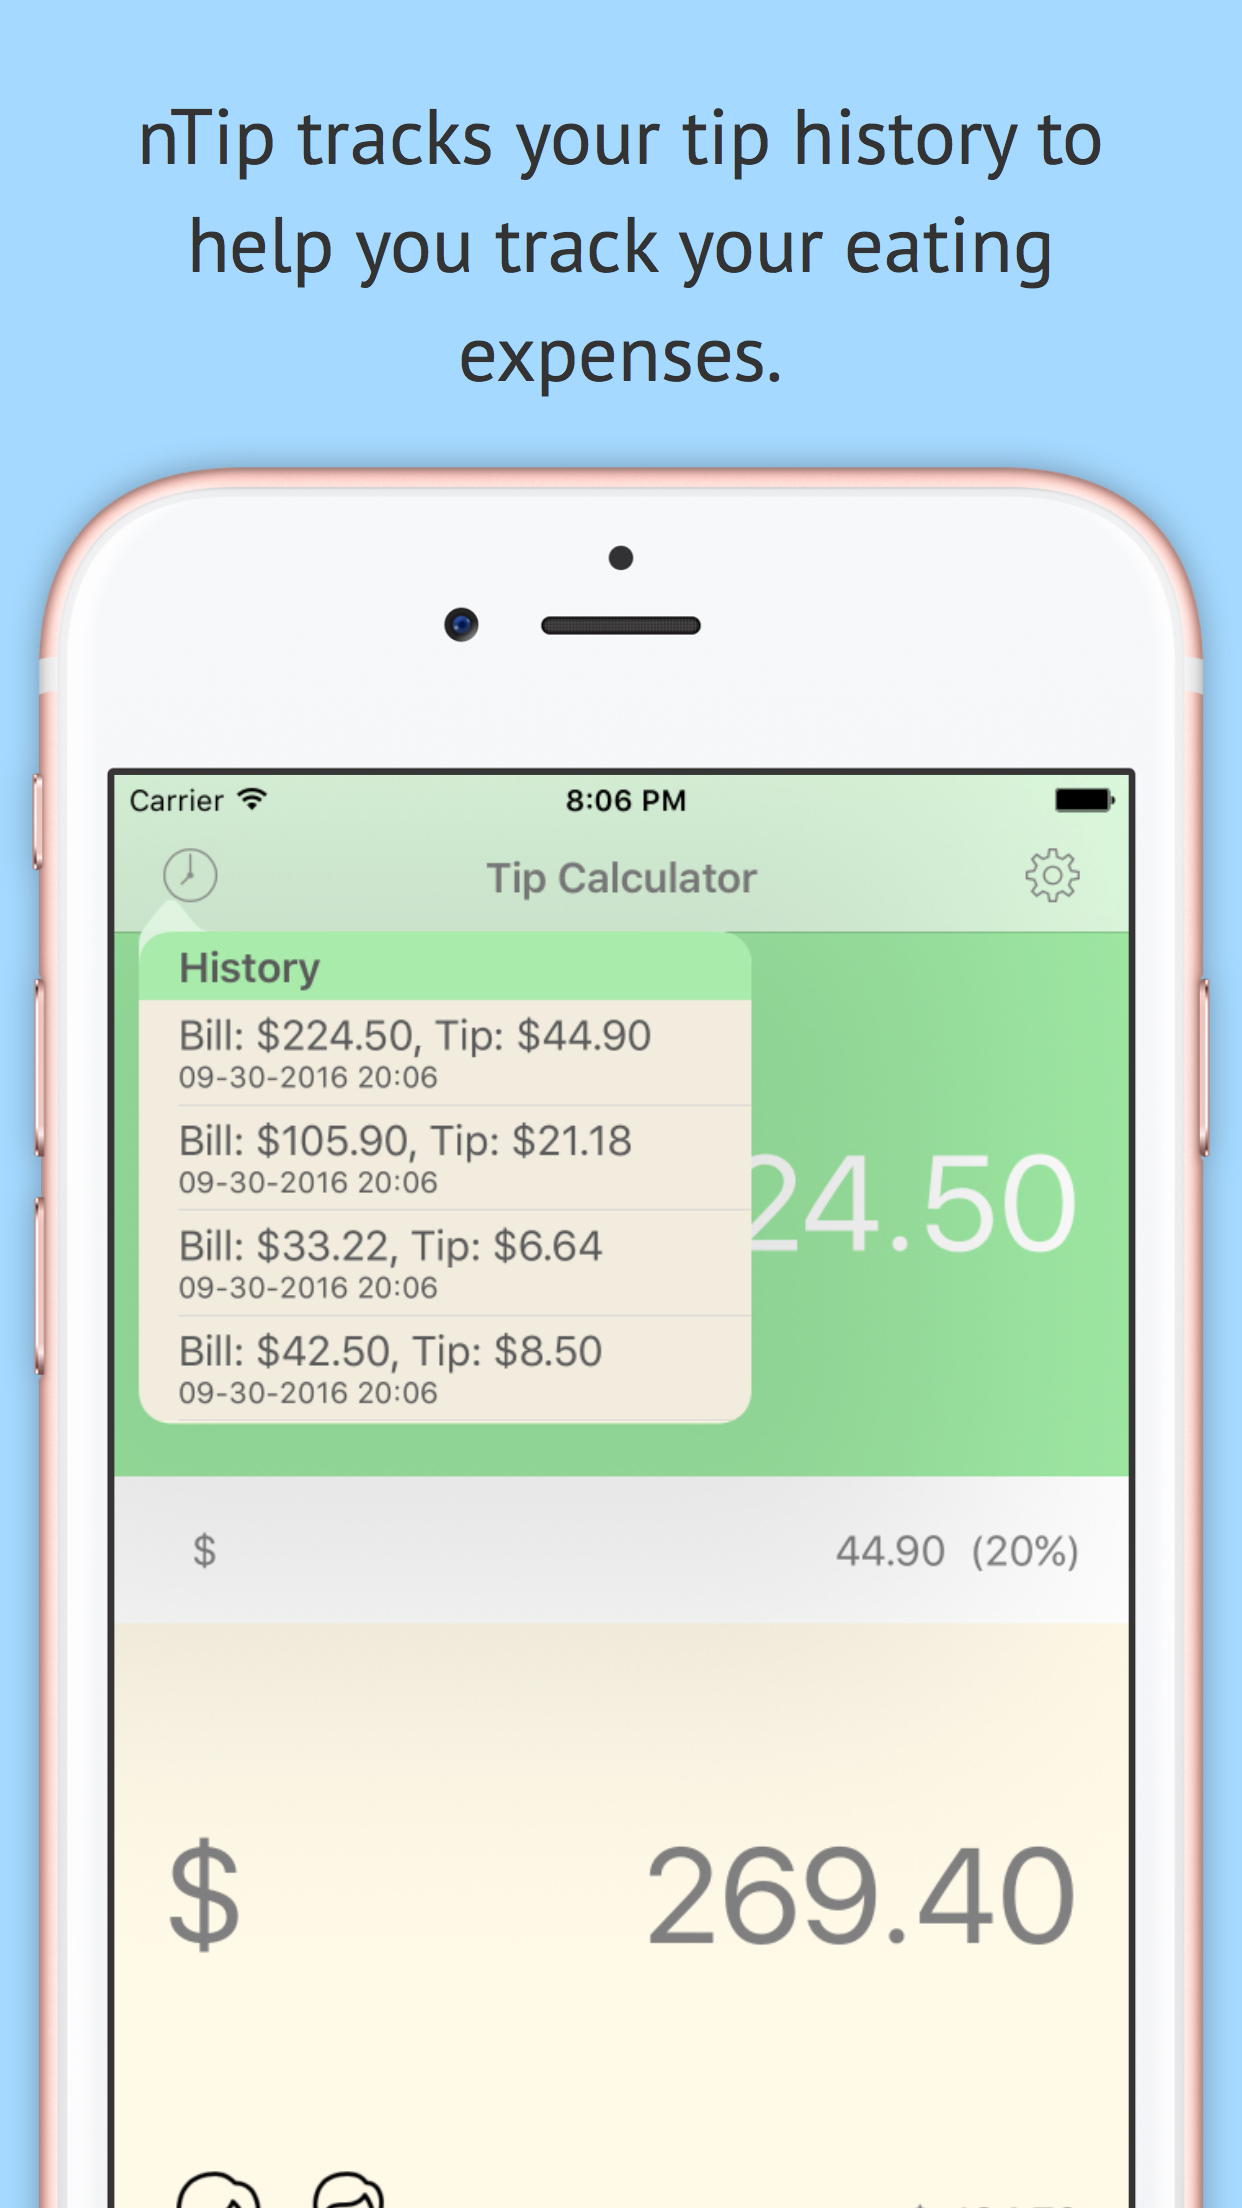 nTip tracks your tip history to
help you track your eating
expenses.
Carrier 8:06 PM
Tip Calculator
History
Bill: $224.50, Tip: $44.90
09-30-2016 20:06
Bill: $105.90, Tip: $21.18
09-30-2016 20:06
24.50
Bill: $33.22, Tip: $6.64
09-30-2016 20:06
Bill: $42.50, Tip: $8.50
09-30-2016 20:06
$ 44.90 (20%)
$ 269.40